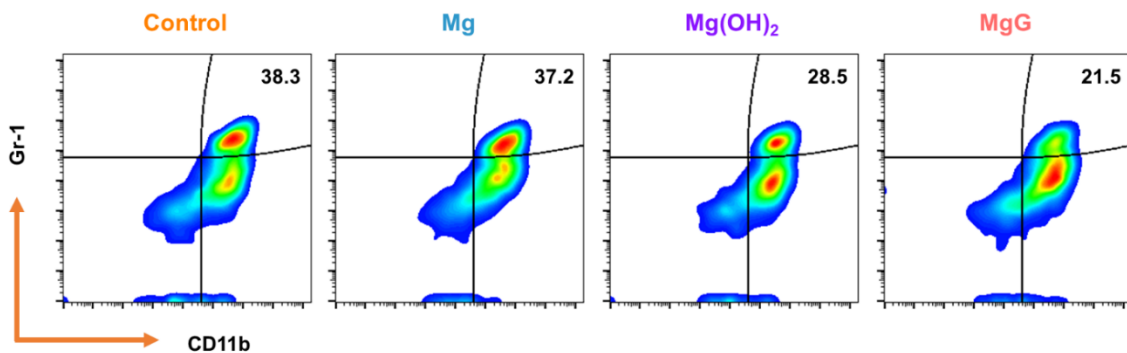 Control
Mg
Mg(OH)₂
MgG
38.3
37.2
28.5
21.5
Gr-1
CD11b